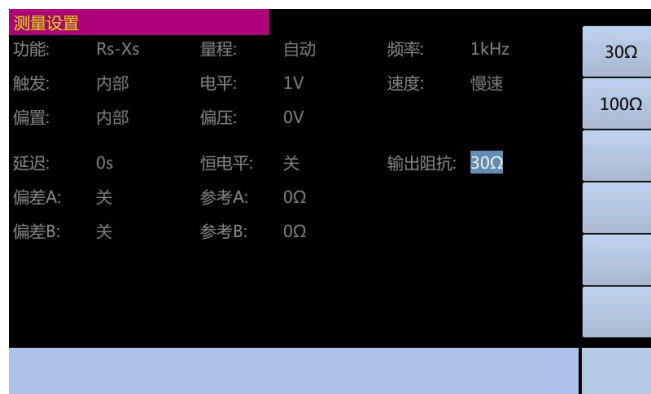 测量设置
功能: Rs-Xs 量程: 自动 频率: 1kHz
触发: 内部 电平: 1V 速度: 慢速
偏置: 内部 偏压: 0V
延迟: 0s 恒电平: 关 输出阻抗: 30Ω
偏差A: 关 参考A: 0Ω
偏差B: 关 参考B: 0Ω
30Ω
100Ω